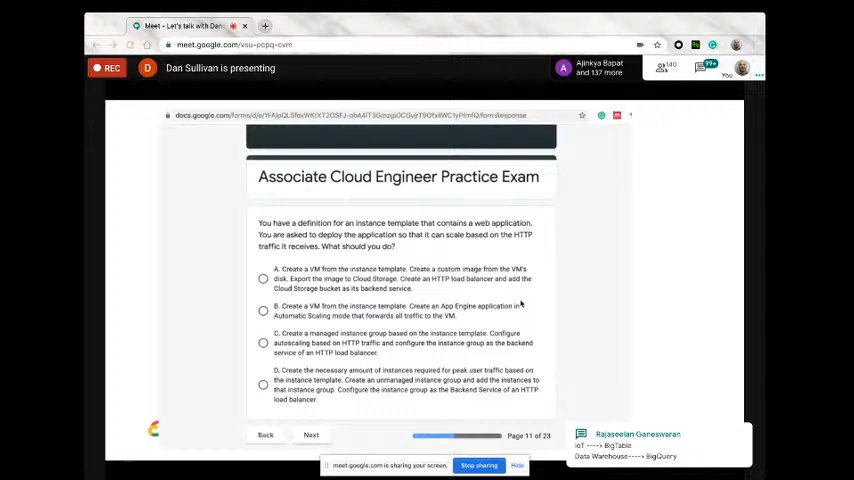 Meet - Let's talk with Dan
meet.google.com/vsu-pcpq-cvm
REC
D
Dan Sullivan is presenting
A
Ajinkya Bapat
and 137 more
140
99+
You
Associate Cloud Engineer Practice Exam
You have a definition for an instance template that contains a web application.
You are asked to deploy the application so that it can scale based on the HTTP
traffic it receives. What should you do?
A. Create a VM from the instance template. Create a custom image from the VM's
disk. Export the image to Cloud Storage. Create an HTTP load balancer and add the
Cloud Storage bucket as its backend service.
B. Create a VM from the instance template. Create an App Engine application in
Automatic Scaling mode that forwards all traffic to the VM.
C. Create a managed instance group based on the instance template. Configure
autoscaling based on HTTP traffic and configure the instance group as the backend
service of an HTTP load balancer.
D. Create the necessary amount of instances required for peak user traffic based on
the instance template. Create an unmanaged instance group and add the instances to
that instance group. Configure the instance group as the Backend Service of an HTTP
load balancer.
Back
Next
Page 11 of 23
Rajaseelan Ganeswaran
IoT ----> BigTable
Data Warehouse----> BigQuery
meet.google.com is sharing your screen.
Stop sharing
Hide